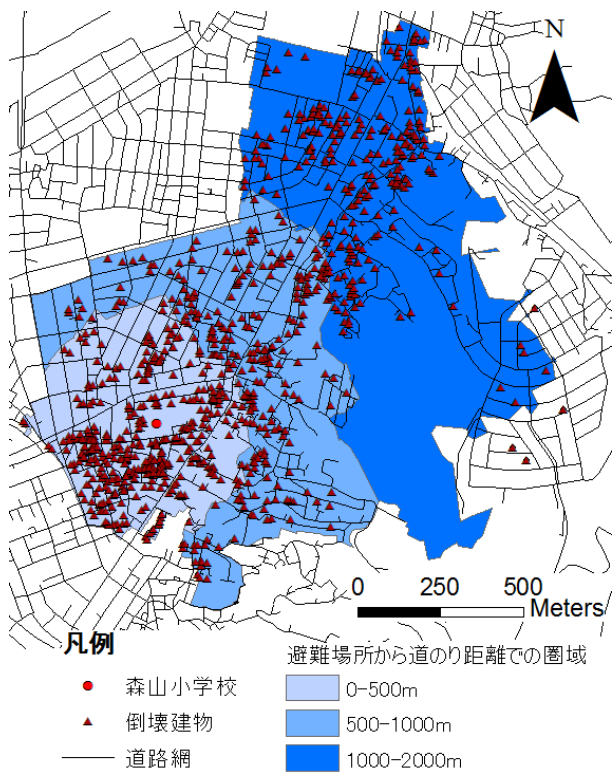 N
0 250 500
Meters
凡例
避難場所から道のり距離での圏域
森山小学校
0-500m
倒壊建物
500-1000m
道路網
1000-2000m